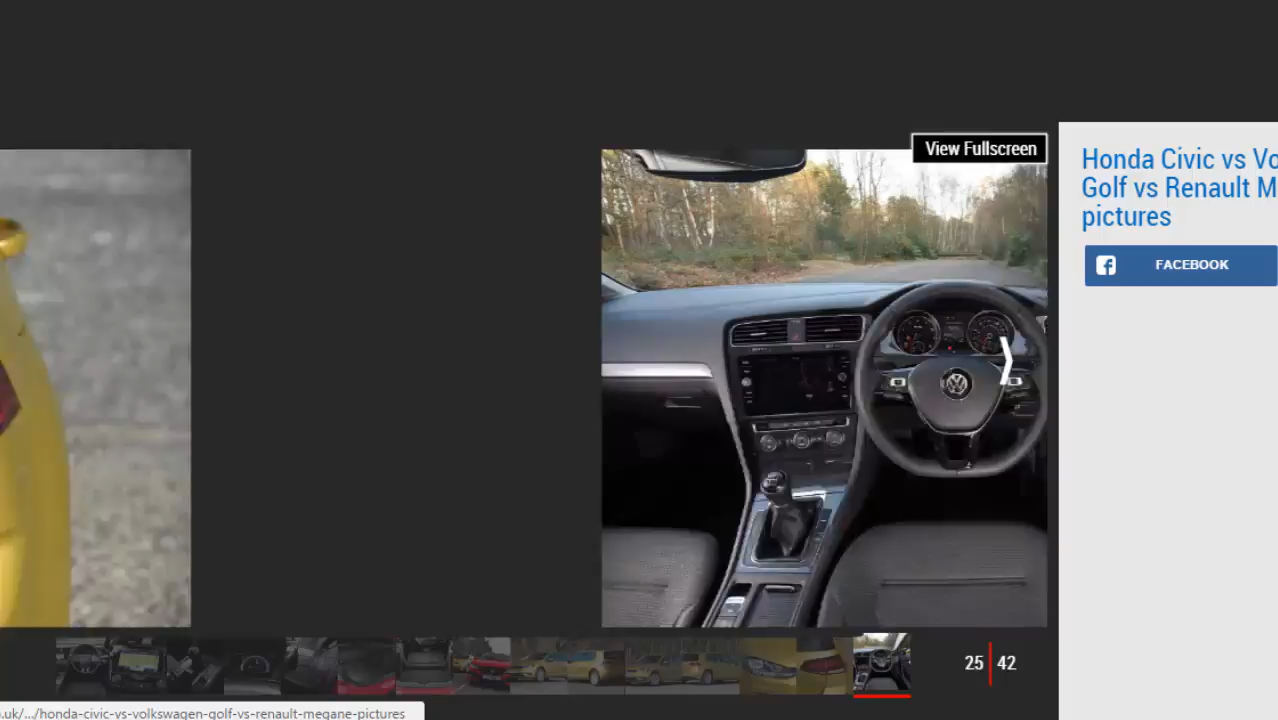 View Fullscreen
Honda Civic vs Vo
Golf vs Renault M
pictures
FACEBOOK
25 42
.uk/.../honda-civic-vs-volkswagen-golf-vs-renault-megane-pictures